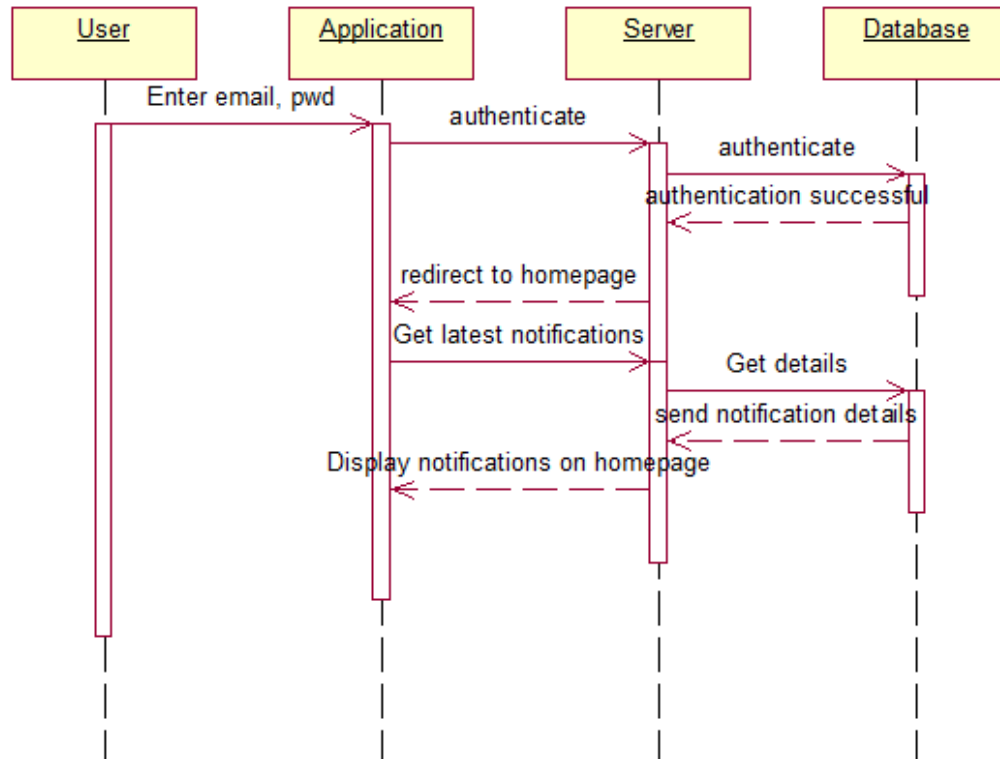 User
Application
Server
Database
Enter email, pwd
authenticate
authenticate
authentication successful
redirect to homepage
Get latest notifications
Get details
send notification details
Display notifications on homepage